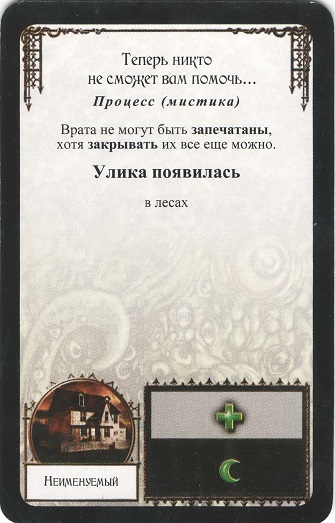 Теперь никто
не сможет вам помочь...
Процесс (мистика)
Врата не могут быть запечатаны,
хотя закрывать их все еще можно.
Улика появилась
в лесах
Неименуемый